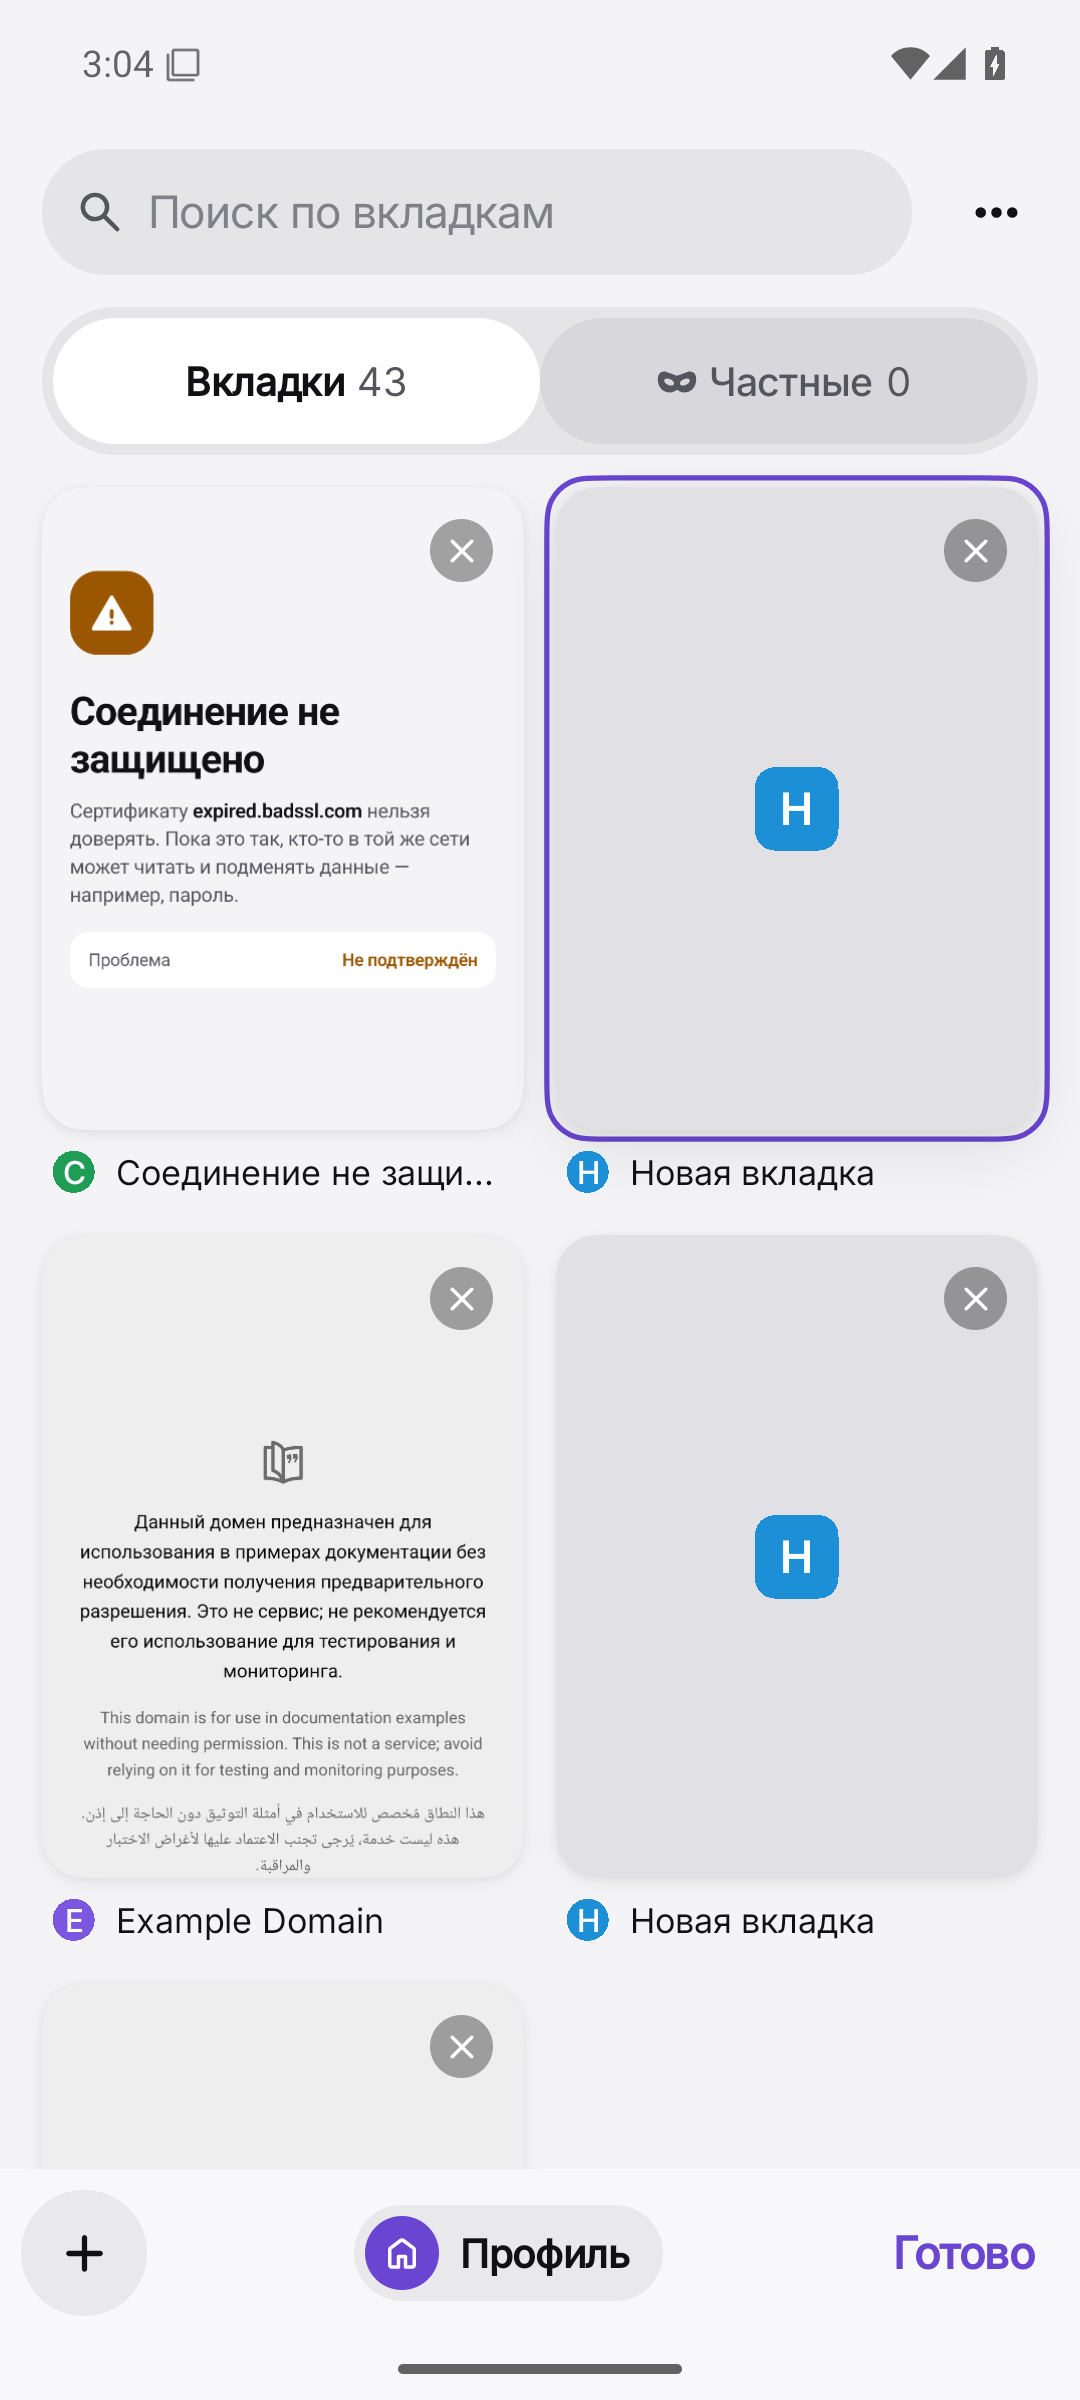 3:04
Поиск по вкладкам
Вкладки 43
Частные 0
Соединение не
защищено
Сертификату expired.badssl.com нельзя
доверять. Пока это так, кто-то в той же сети
может читать и подменять данные —
например, пароль.
Проблема
Не подтверждён
Н
С Соединение не защи...
Н Новая вкладка
Данный домен предназначен для
использования в примерах документации без
необходимости получения предварительного
разрешения. Это не сервис; не рекомендуется
его использование для тестирования и
мониторинга.
This domain is for use in documentation examples
without needing permission. This is not a service; avoid
relying on it for testing and monitoring purposes.
هذا النطاق مُخصص للاستخدام في أمثلة التوثيق دون الحاجة إلى إذن.
هذه ليست خدمة، يُرجى تجنب الاعتماد عليها لأغراض الاختبار
والمراقبة.
Н
E Example Domain
Н Новая вкладка
Профиль
Готово